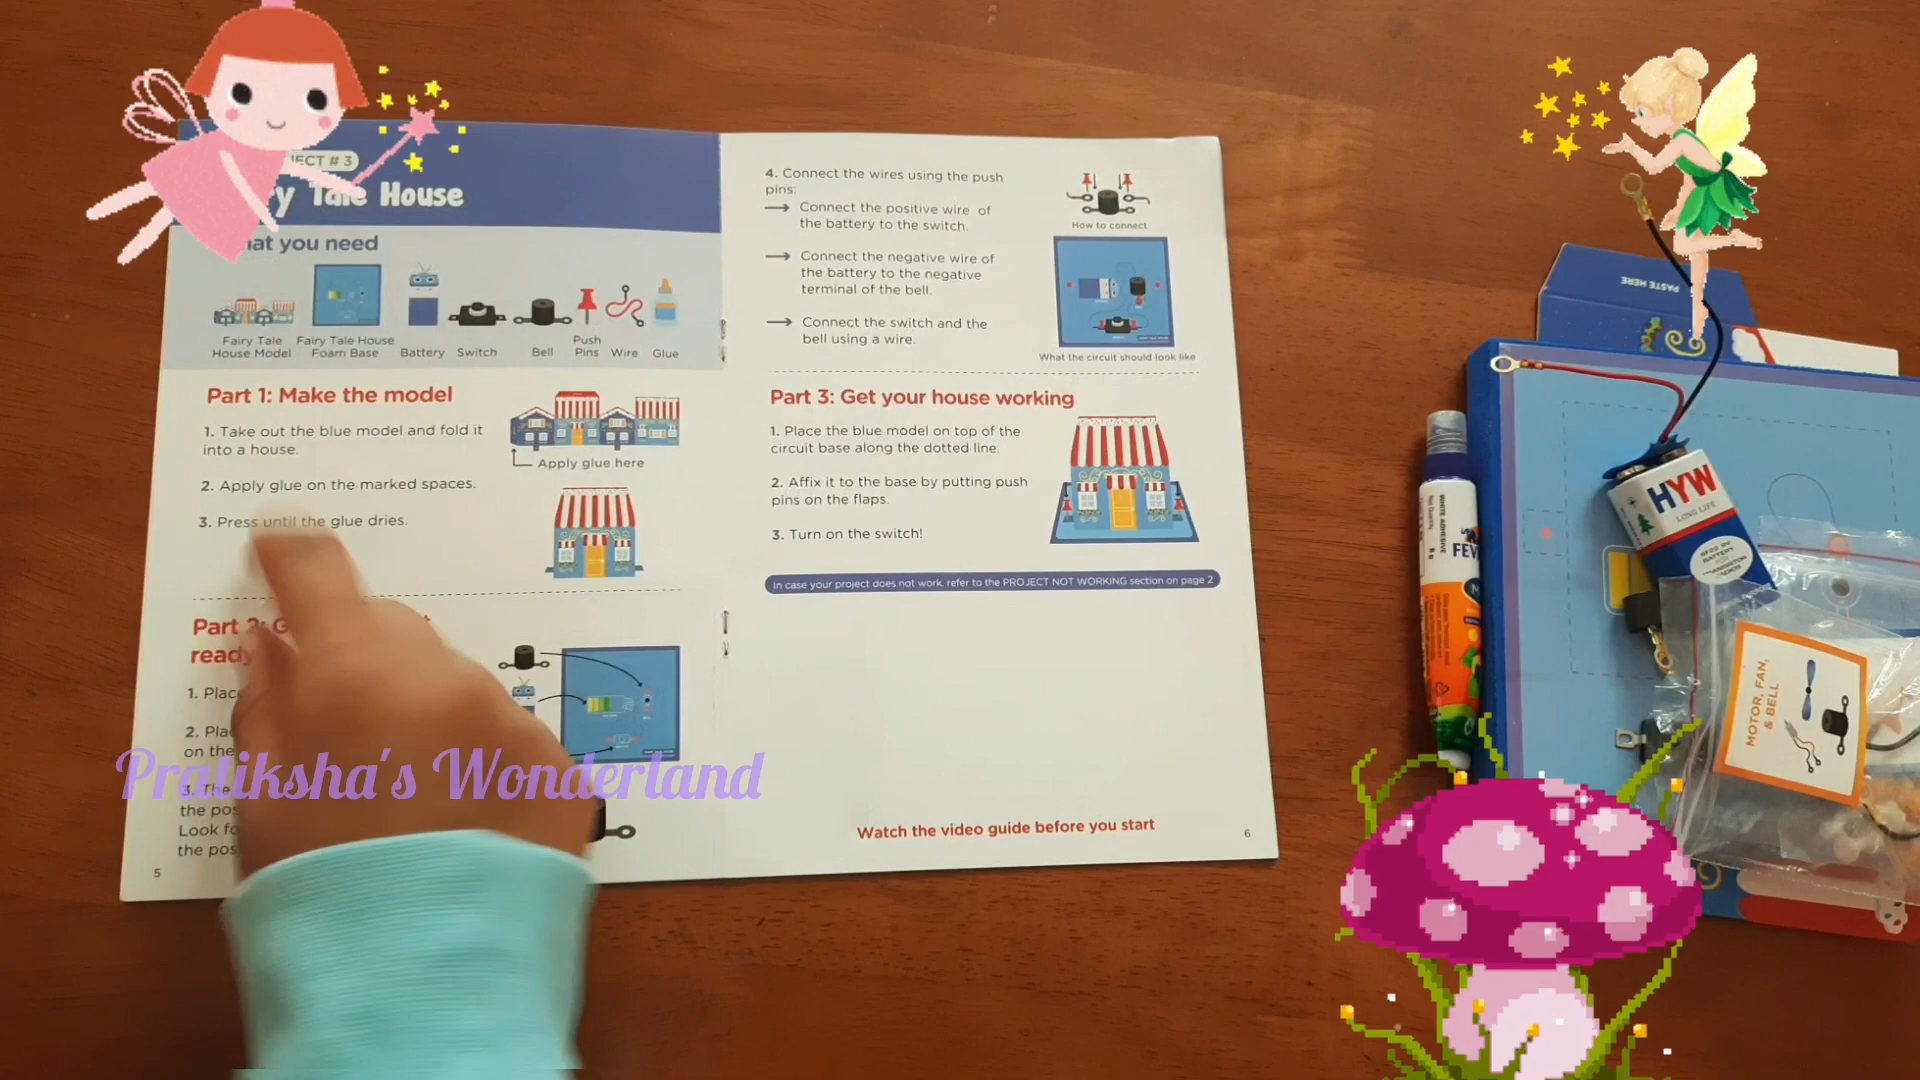 JECT # 3
y Tale House
at you need
Fairy Tale House Model
Fairy Tale House Foam Base
Battery
Switch
Bell
Push Pins
Wire
Glue
Part 1: Make the model
1. Take out the blue model and fold it
into a house.
Apply glue here
2. Apply glue on the marked spaces.
3. Press until the glue dries.
Part 2: G
ready
1. Plac
2. Pla
on the
3. The
the pos
Look fo
the pos
5
4. Connect the wires using the push
pins:
Connect the positive wire of
the battery to the switch.
Connect the negative wire of
the battery to the negative
terminal of the bell.
Connect the switch and the
bell using a wire.
How to connect
What the circuit should look like
Part 3: Get your house working
1. Place the blue model on top of the
circuit base along the dotted line.
2. Affix it to the base by putting push
pins on the flaps.
3. Turn on the switch!
In case your project does not work, refer to the PROJECT NOT WORKING section on page 2
Watch the video guide before you start
6
Pratiksha's Wonderland
PASTE HERE
WHITE ADHESIVE
FEV
HYW
LONG LIFE
6F22 9V
BATTERY
MOTOR, FAN,
& BELL